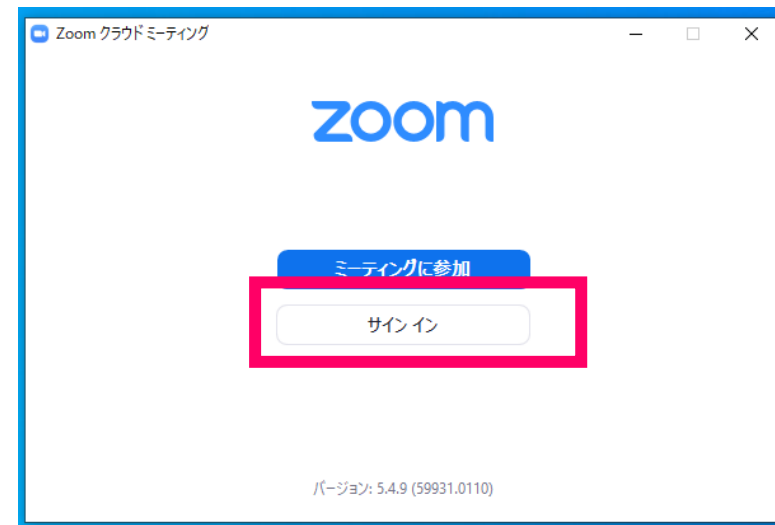 Zoom クラウド ミーティング
zoom
ミーティングに参加
サイン イン
バージョン: 5.4.9 (59931.0110)